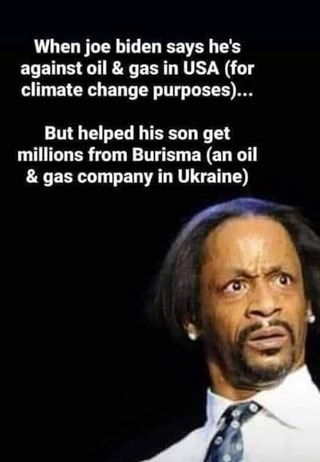 When joe biden says he's
against oil & gas in USA (for
climate change purposes)...
But helped his son get
millions from Burisma (an oil
& gas company in Ukraine)